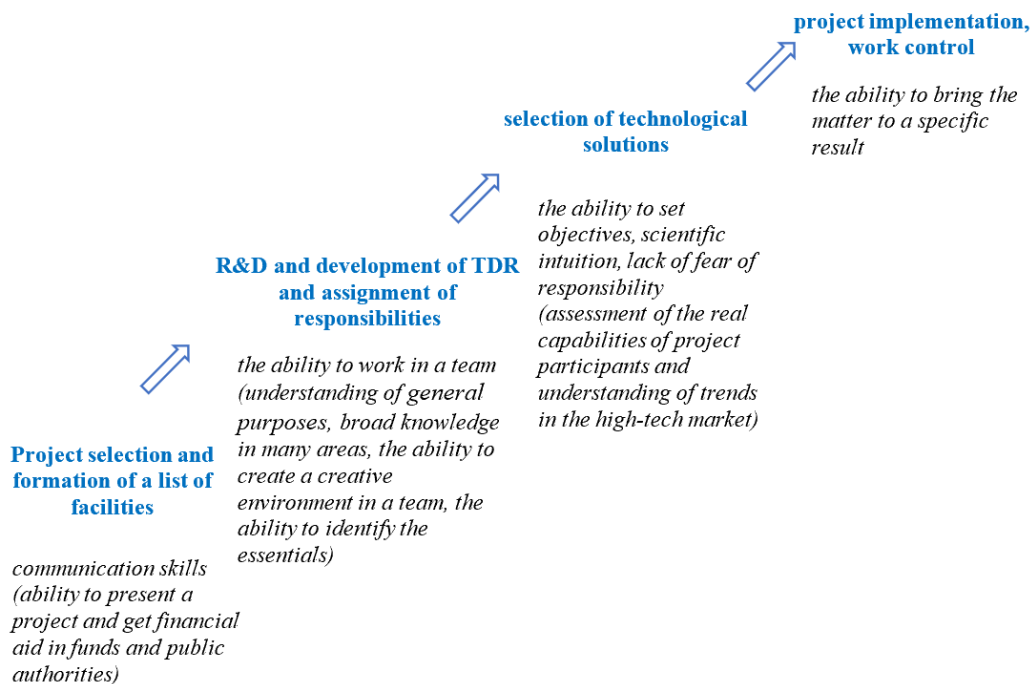 Project selection and
formation of a list of
facilities
communication skills
(ability to present a
project and get financial
aid in funds and public
authorities)
R&D and development of TDR
and assignment of
responsibilities
the ability to work in a team
(understanding of general
purposes, broad knowledge
in many areas, the ability to
create a creative
environment in a team, the
ability to identify the
essentials)
selection of technological
solutions
the ability to set
objectives, scientific
intuition, lack of fear of
responsibility
(assessment of the real
capabilities of project
participants and
understanding of trends
in the high-tech market)
project implementation,
work control
the ability to bring the
matter to a specific
result